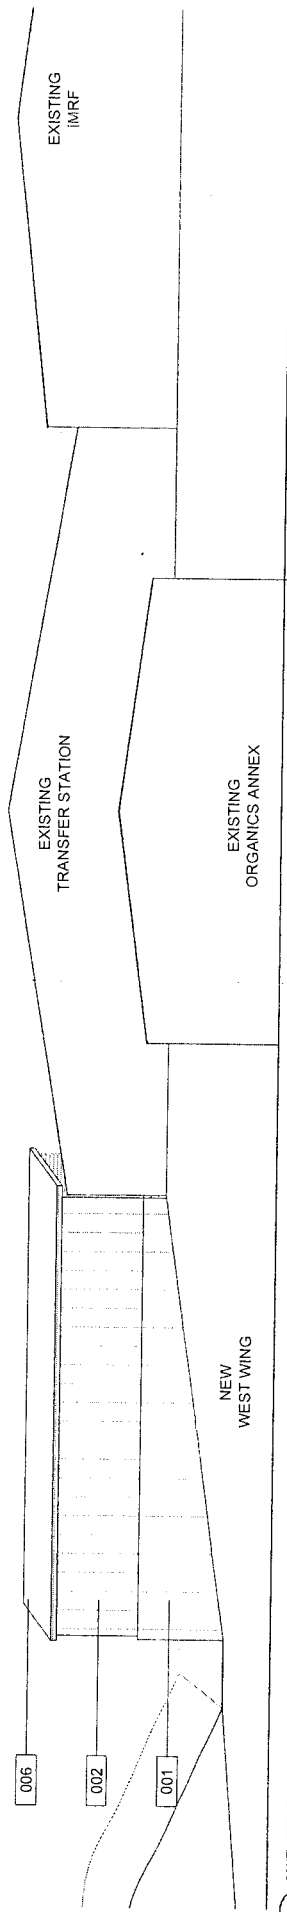 006
002
001
NEW
WEST WING
EXISTING
TRANSFER STATION
EXISTING
ORGANICS ANNEX
EXISTING
iMRF